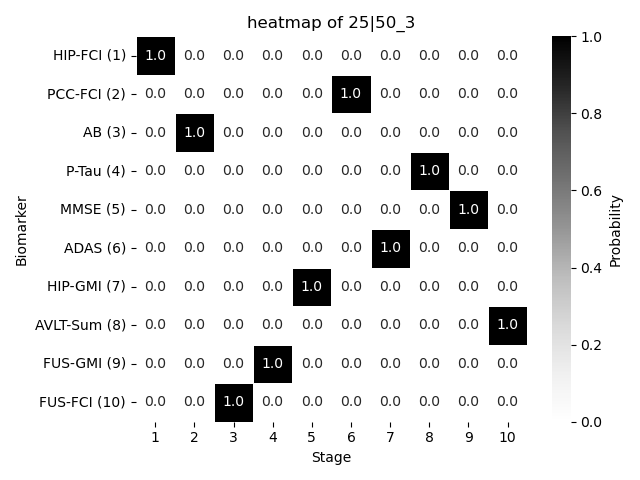 heatmap of 25|50_3
HIP-FCI (1) 1.0 0.0 0.0 0.0 0.0 0.0 0.0 0.0 0.0 0.0
PCC-FCI (2) 0.0 0.0 0.0 0.0 0.0 1.0 0.0 0.0 0.0 0.0
AB (3) 0.0 1.0 0.0 0.0 0.0 0.0 0.0 0.0 0.0 0.0
P-Tau (4) 0.0 0.0 0.0 0.0 0.0 0.0 0.0 1.0 0.0 0.0
MMSE (5) 0.0 0.0 0.0 0.0 0.0 0.0 0.0 0.0 1.0 0.0
ADAS (6) 0.0 0.0 0.0 0.0 0.0 0.0 1.0 0.0 0.0 0.0
HIP-GMI (7) 0.0 0.0 0.0 0.0 1.0 0.0 0.0 0.0 0.0 0.0
AVLT-Sum (8) 0.0 0.0 0.0 0.0 0.0 0.0 0.0 0.0 0.0 1.0
FUS-GMI (9) 0.0 0.0 0.0 1.0 0.0 0.0 0.0 0.0 0.0 0.0
FUS-FCI (10) 0.0 0.0 1.0 0.0 0.0 0.0 0.0 0.0 0.0 0.0
1 2 3 4 5 6 7 8 9 10
Stage
Biomarker
1.0
0.8
0.6
0.4
0.2
0.0
Probability